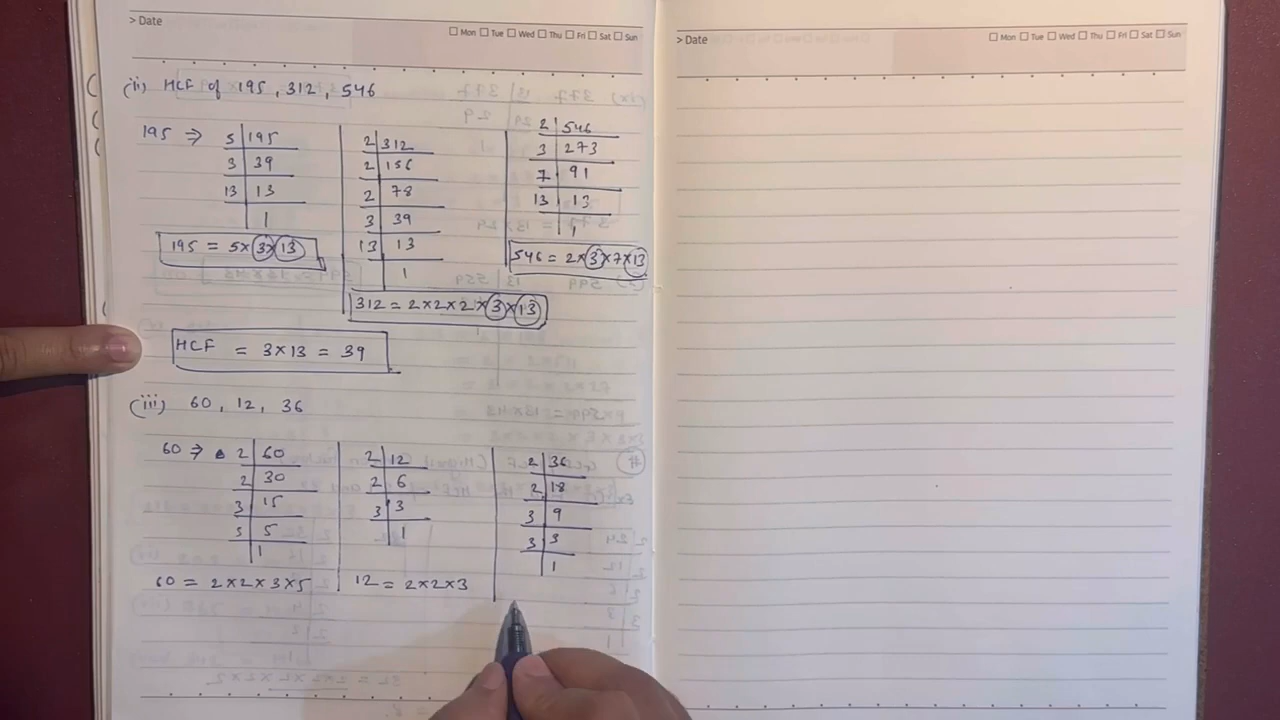 > Date
Mon Tue Wed Thu Fri Sat Sun
(ii) HCF of 195, 312, 546
195 ⇒
5 | 195
3 | 39
13 | 13
1
195 = 5×3×13
2 | 312
2 | 156
2 | 78
3 | 39
13 | 13
1
312 = 2×2×2×3×13
2 | 546
3 | 273
7 | 91
13 | 13
1
546 = 2×3×7×13
HCF = 3×13 = 39
(iii) 60, 12, 36
60 ⇒
2 | 60
2 | 30
3 | 15
5 | 5
1
60 = 2×2×3×5
2 | 12
2 | 6
3 | 3
1
12 = 2×2×3
2 | 36
2 | 18
3 | 9
3 | 3
1
> Date
Mon Tue Wed Thu Fri Sat Sun